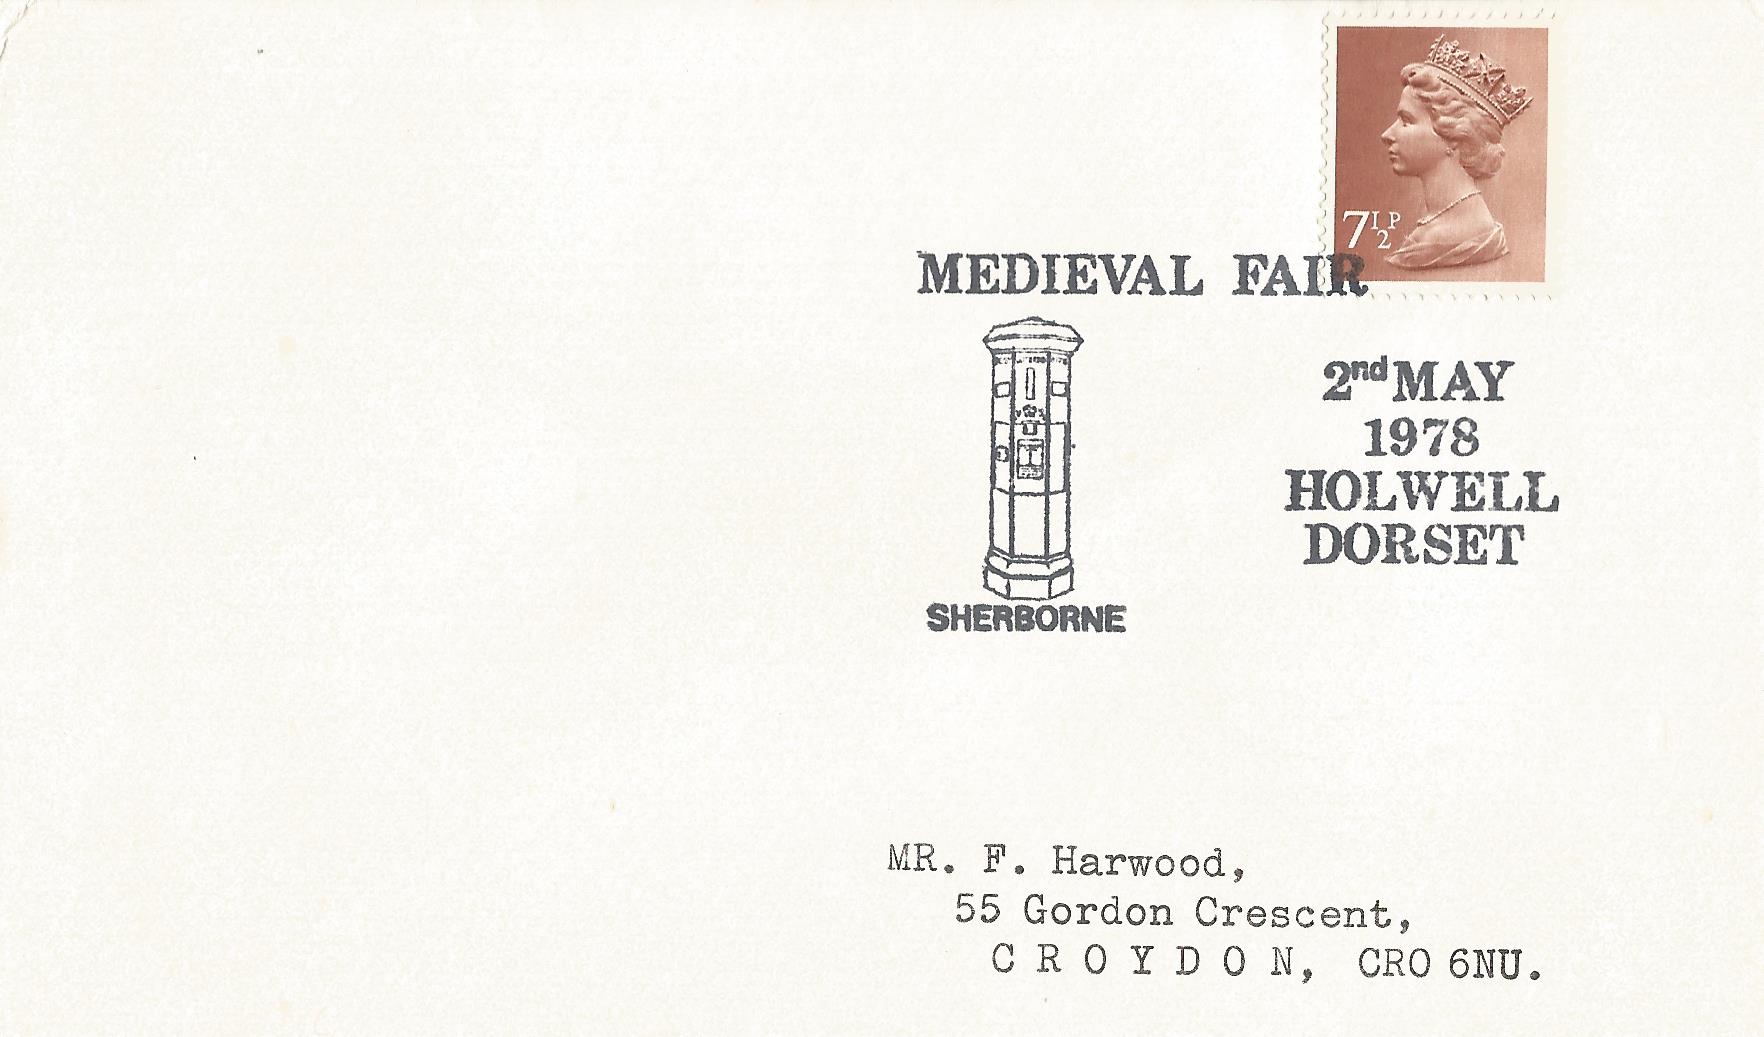 7½P
MEDIEVAL FAIR
2nd MAY
1978
HOLWELL
DORSET
SHERBORNE
MR. F. Harwood,
55 Gordon Crescent,
C R O Y D O N, CRO 6NU.